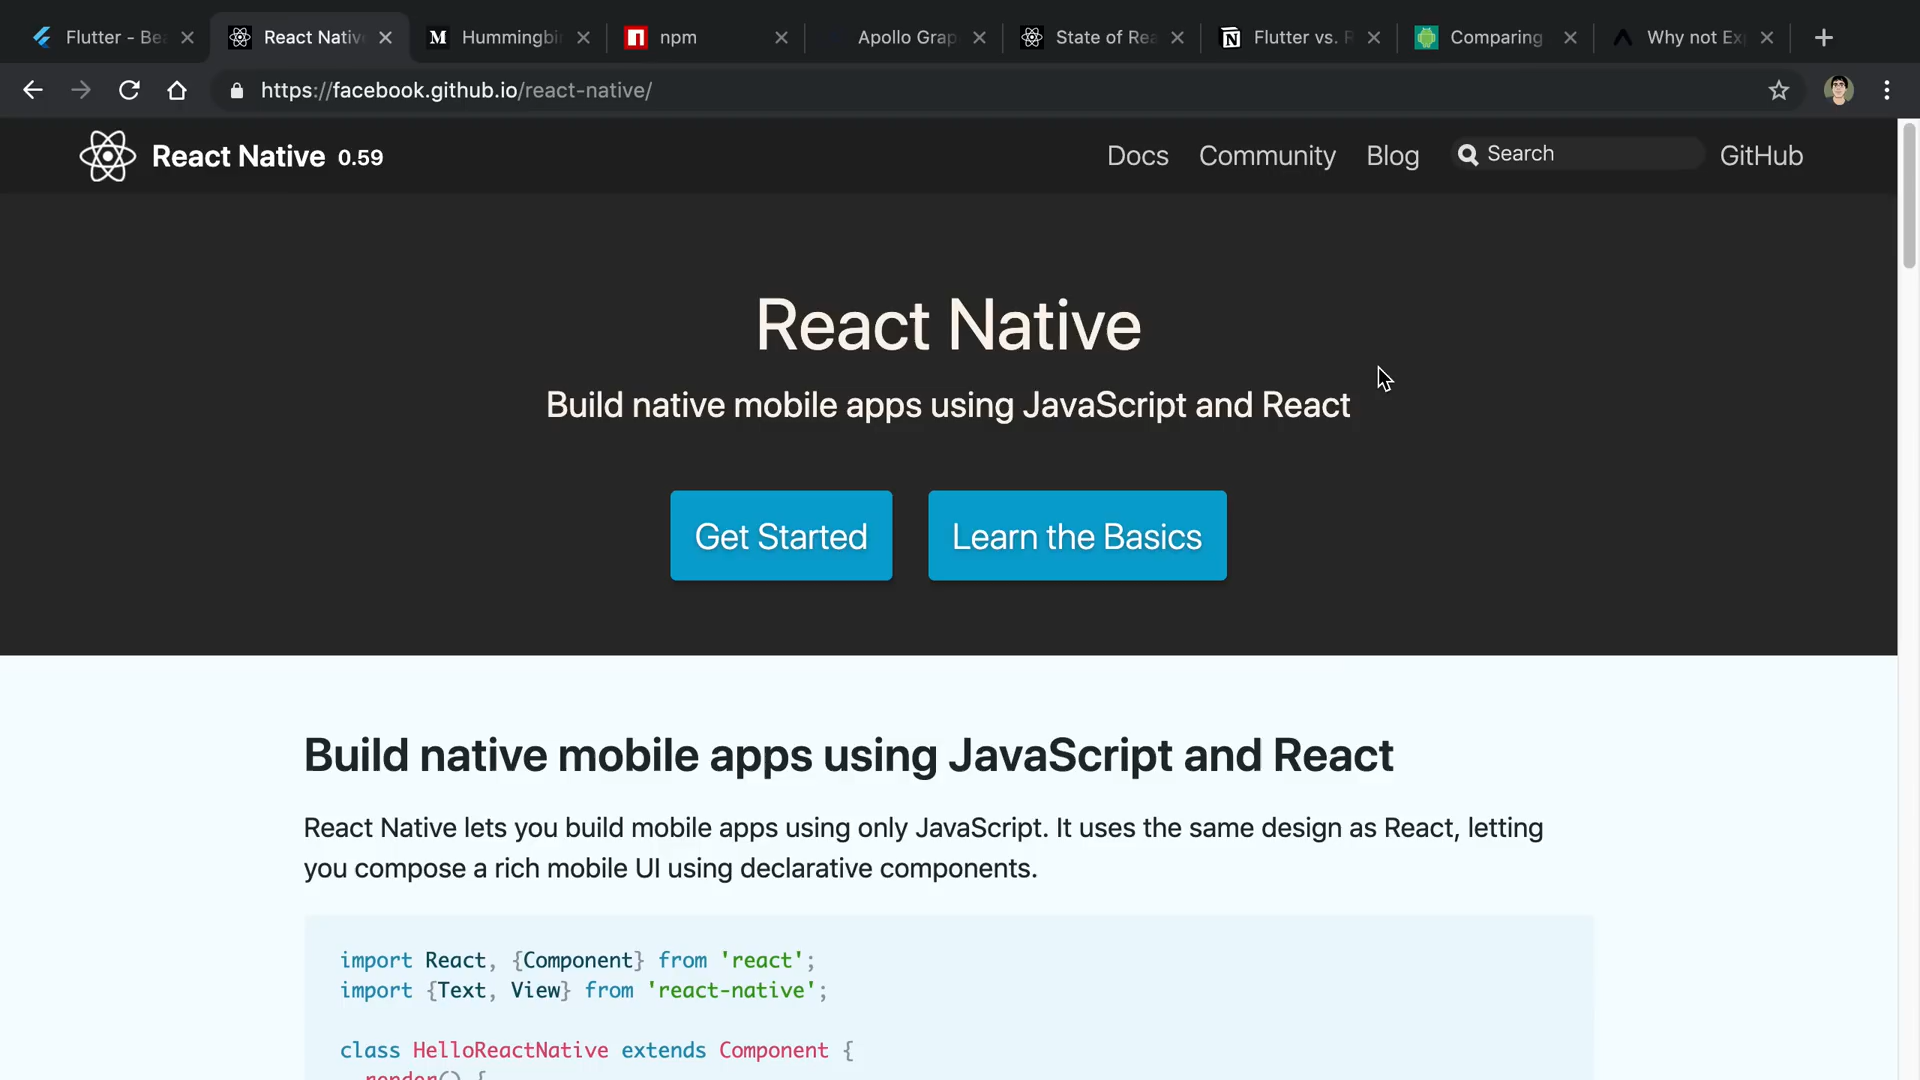 Flutter - Bea
React Native
Hummingbi
npm
Apollo Grap
State of Rea
Flutter vs. R
Comparing
Why not Exp
https://facebook.github.io/react-native/
React Native 0.59
Docs
Community
Blog
Search
GitHub
React Native
Build native mobile apps using JavaScript and React
Get Started
Learn the Basics
Build native mobile apps using JavaScript and React
React Native lets you build mobile apps using only JavaScript. It uses the same design as React, letting
you compose a rich mobile UI using declarative components.
import React, {Component} from 'react';
import {Text, View} from 'react-native';
class HelloReactNative extends Component {
render() {